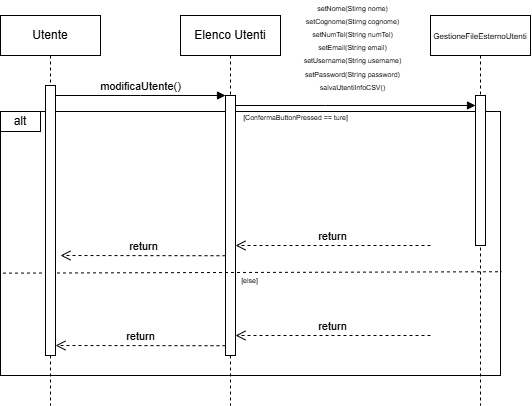 Utente
Elenco Utenti
GestioneFileEsternoUtenti
setNome(Stirng nome)
setCognome(String cognome)
setNumTel(String numTel)
setEmail(String email)
setUsername(String username)
setPassword(String password)
salvaUtentiInfoCSV()
modificaUtente()
alt
[ConfermaButtonPressed == ture]
return
return
[else]
return
return